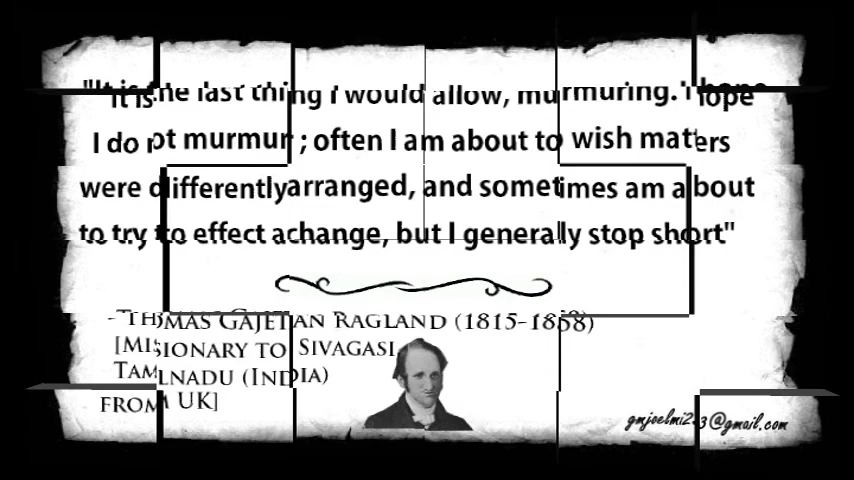 "It is the last thing I would allow, murmuring. I hope
I do not murmur ; often I am about to wish matters
were differently arranged, and sometimes am about
to try to effect a change, but I generally stop short"
- THOMAS GAJETAN RAGLAND (1815-1858)
[MISSIONARY TO SIVAGASI
TAMILNADU (INDIA)
FROM UK]
@gmail.com